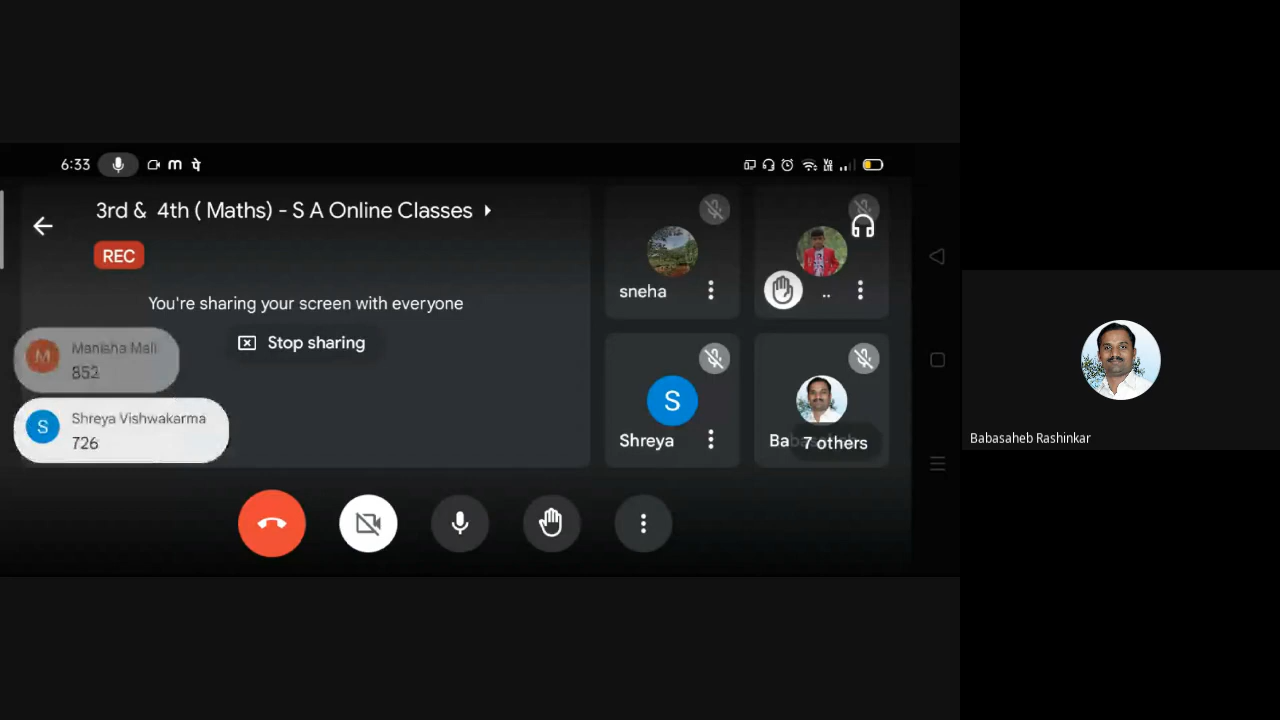 6:33
3rd & 4th ( Maths) - S A Online Classes
REC
You're sharing your screen with everyone
Stop sharing
M
Manisha Mali
852
S
Shreya Vishwakarma
726
sneha
..
S
Shreya
Ba
7 others
Babasaheb Rashinkar